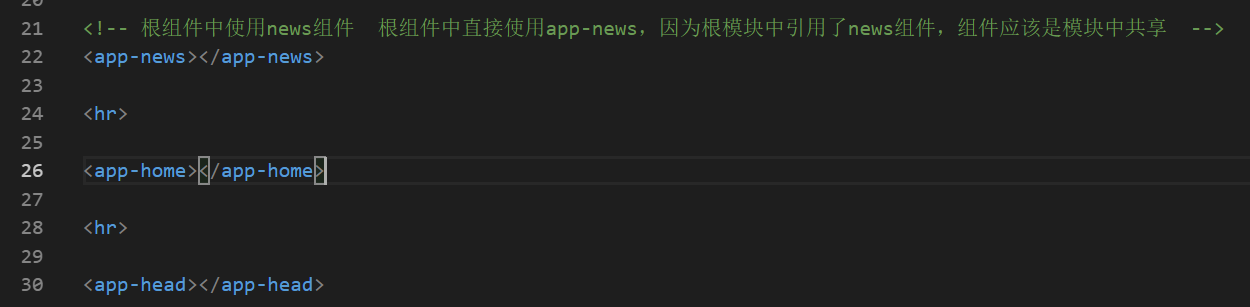 20
21 <!-- 根组件中使用news组件  根组件中直接使用app-news，因为根模块中引用了news组件，组件应该是模块中共享  -->
22 <app-news></app-news>
23
24 <hr>
25
26 <app-home></app-home>
27
28 <hr>
29
30 <app-head></app-head>